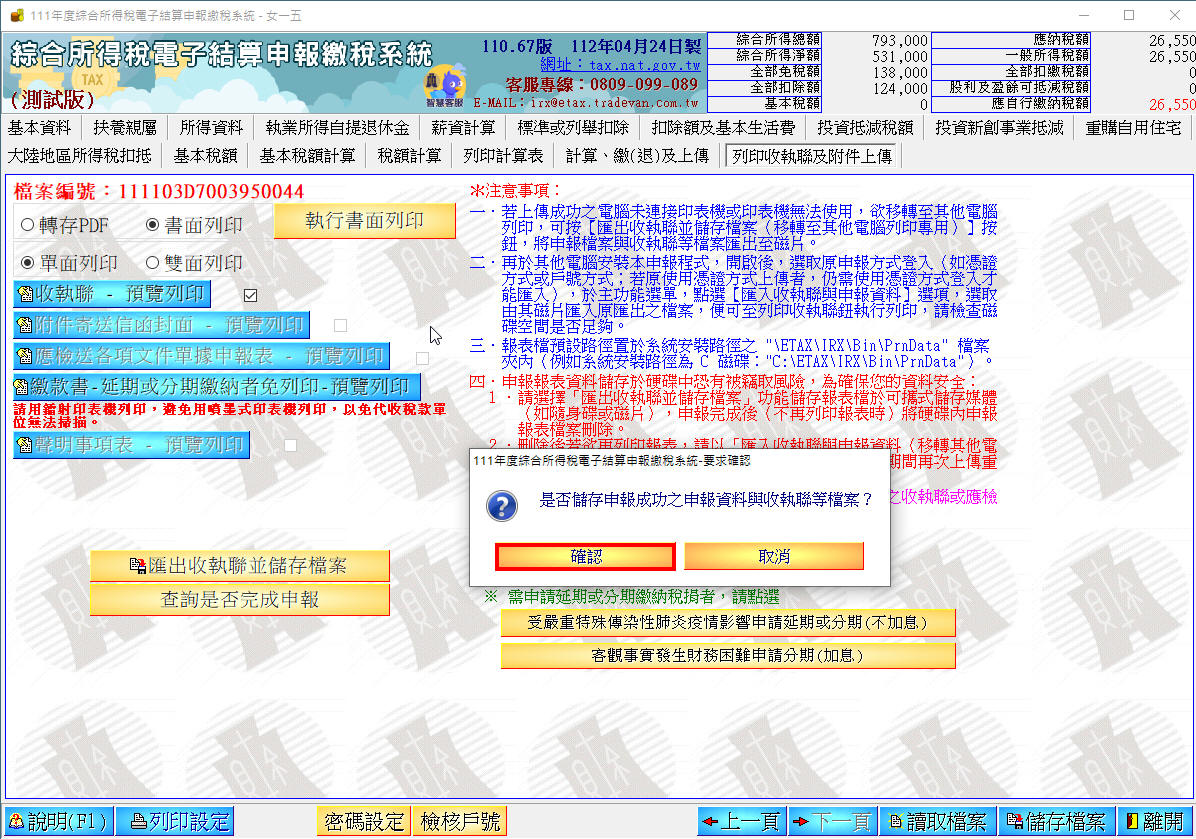 111年度綜合所得稅電子結算申報繳稅系統 - 女一五
綜合所得稅電子結算申報繳稅系統
TAX
(測試版)
智慧客服
110.67版 112年04月24日製
網址：tax.nat.gov.tw
客服專線：0809-099-089
E-MAIL：irx@etax.tradevan.com.tw
綜合所得總額 793,000 應納稅額 26,550
綜合所得淨額 531,000 一般所得稅額 26,550
全部免稅額 138,000 全部扣繳稅額 0
全部扣除額 124,000 股利及盈餘可抵減稅額 0
基本稅額 0 應自行繳納稅額 26,550
基本資料 扶養親屬 所得資料 執業所得自提退休金 薪資計算 標準或列舉扣除 扣除額及基本生活費 投資抵減稅額 投資新創事業抵減 重購自用住宅
大陸地區所得稅扣抵 基本稅額 基本稅額計算 稅額計算 列印計算表 計算、繳(退)及上傳 列印收執聯及附件上傳
檔案編號：111103D7003950044
轉存PDF 書面列印 執行書面列印
單面列印 雙面列印
收執聯 - 預覽列印
附件寄送信函封面 - 預覽列印
應檢送各項文件單據申報表 - 預覽列印
繳款書-延期或分期繳納者免列印-預覽列印
請用鐳射印表機列印，避免用噴墨式印表機列印，以免代收稅款單
位無法掃描。
聲明事項表 - 預覽列印
匯出收執聯並儲存檔案
查詢是否完成申報
＊注意事項：
一．若上傳成功之電腦未連接印表機或印表機無法使用，欲移轉至其他電腦
列印，可按［匯出收執聯並儲存檔案（移轉至其他電腦列印專用）］按
鈕，將申報檔案與收執聯等檔案匯出至磁片。
二．再於其他電腦安裝本申報程式，開啟後，選取原申報方式登入（如憑證
方式或戶號方式；若原使用憑證方式上傳者，仍需使用憑證方式登入才
能匯入），於主功能選單，點選［匯入收執聯與申報資料］選項，選取
由其磁片匯入原匯出之檔案，便可至列印收執聯鈕執行列印，請檢查磁
碟空間是否足夠。
三．報表檔預設路徑置於系統安裝路徑之 "\ETAX\IRX\Bin\PrnData" 檔案
夾內（例如系統安裝路徑為 C 磁碟："C:\ETAX\IRX\Bin\PrnData"）。
四．申報報表資料儲存於硬碟中恐有被竊取風險，為確保您的資料安全：
１．請選擇「匯出收執聯並儲存檔案」功能儲存報表檔於可攜式儲存媒體
（如隨身碟或磁片），申報完成後（不再列印報表時）將硬碟內申報
報表檔案刪除。
２．刪除後若欲再列印報表，請以「匯入收執聯與申報資料（移轉其他電
期間再次上傳重
之收執聯或應檢
111年度綜合所得稅電子結算申報繳稅系統-要求確認
是否儲存申報成功之申報資料與收執聯等檔案？
確認 取消
※ 需申請延期或分期繳納稅捐者，請點選
受嚴重特殊傳染性肺炎疫情影響申請延期或分期(不加息)
客觀事實發生財務困難申請分期(加息)
說明(F1) 列印設定 密碼設定 檢核戶號 上一頁 下一頁 讀取檔案 儲存檔案 離開